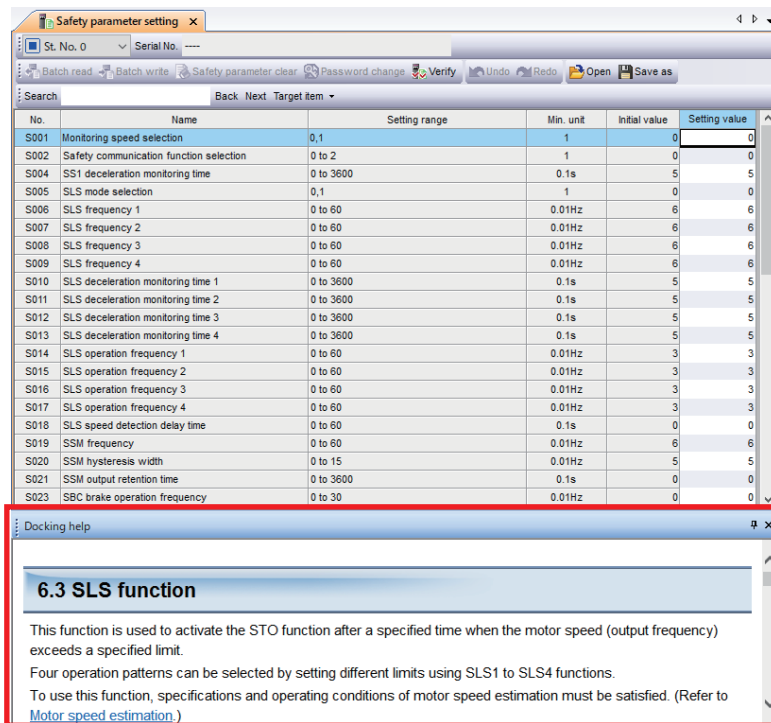 Safety parameter setting
St. No. 0 Serial No. ----
Batch read Batch write Safety parameter clear Password change Verify Undo Redo Open Save as
Search Back Next Target item
No. Name Setting range Min. unit Initial value Setting value
S001 Monitoring speed selection 0,1 1 0 0
S002 Safety communication function selection 0 to 2 1 0 0
S004 SS1 deceleration monitoring time 0 to 3600 0.1s 5 5
S005 SLS mode selection 0,1 1 0 0
S006 SLS frequency 1 0 to 60 0.01Hz 6 6
S007 SLS frequency 2 0 to 60 0.01Hz 6 6
S008 SLS frequency 3 0 to 60 0.01Hz 6 6
S009 SLS frequency 4 0 to 60 0.01Hz 6 6
S010 SLS deceleration monitoring time 1 0 to 3600 0.1s 5 5
S011 SLS deceleration monitoring time 2 0 to 3600 0.1s 5 5
S012 SLS deceleration monitoring time 3 0 to 3600 0.1s 5 5
S013 SLS deceleration monitoring time 4 0 to 3600 0.1s 5 5
S014 SLS operation frequency 1 0 to 60 0.01Hz 3 3
S015 SLS operation frequency 2 0 to 60 0.01Hz 3 3
S016 SLS operation frequency 3 0 to 60 0.01Hz 3 3
S017 SLS operation frequency 4 0 to 60 0.01Hz 3 3
S018 SLS speed detection delay time 0 to 60 0.1s 0 0
S019 SSM frequency 0 to 60 0.01Hz 6 6
S020 SSM hysteresis width 0 to 15 0.01Hz 5 5
S021 SSM output retention time 0 to 3600 0.1s 0 0
S023 SBC brake operation frequency 0 to 30 0.01Hz 0 0
Docking help
6.3 SLS function
This function is used to activate the STO function after a specified time when the motor speed (output frequency)
exceeds a specified limit.
Four operation patterns can be selected by setting different limits using SLS1 to SLS4 functions.
To use this function, specifications and operating conditions of motor speed estimation must be satisfied. (Refer to
Motor speed estimation.)